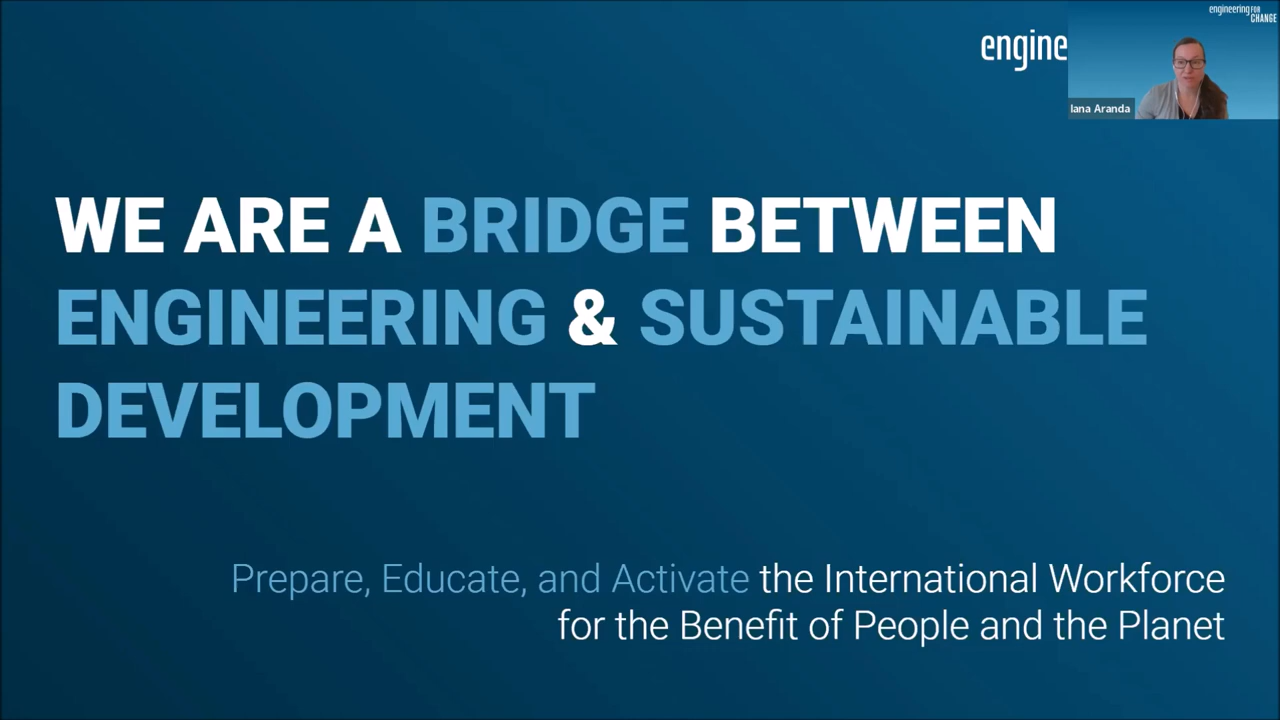 engineering FOR
CHANGE
engine
Iana Aranda
WE ARE A BRIDGE BETWEEN
ENGINEERING & SUSTAINABLE
DEVELOPMENT
Prepare, Educate, and Activate the International Workforce
for the Benefit of People and the Planet